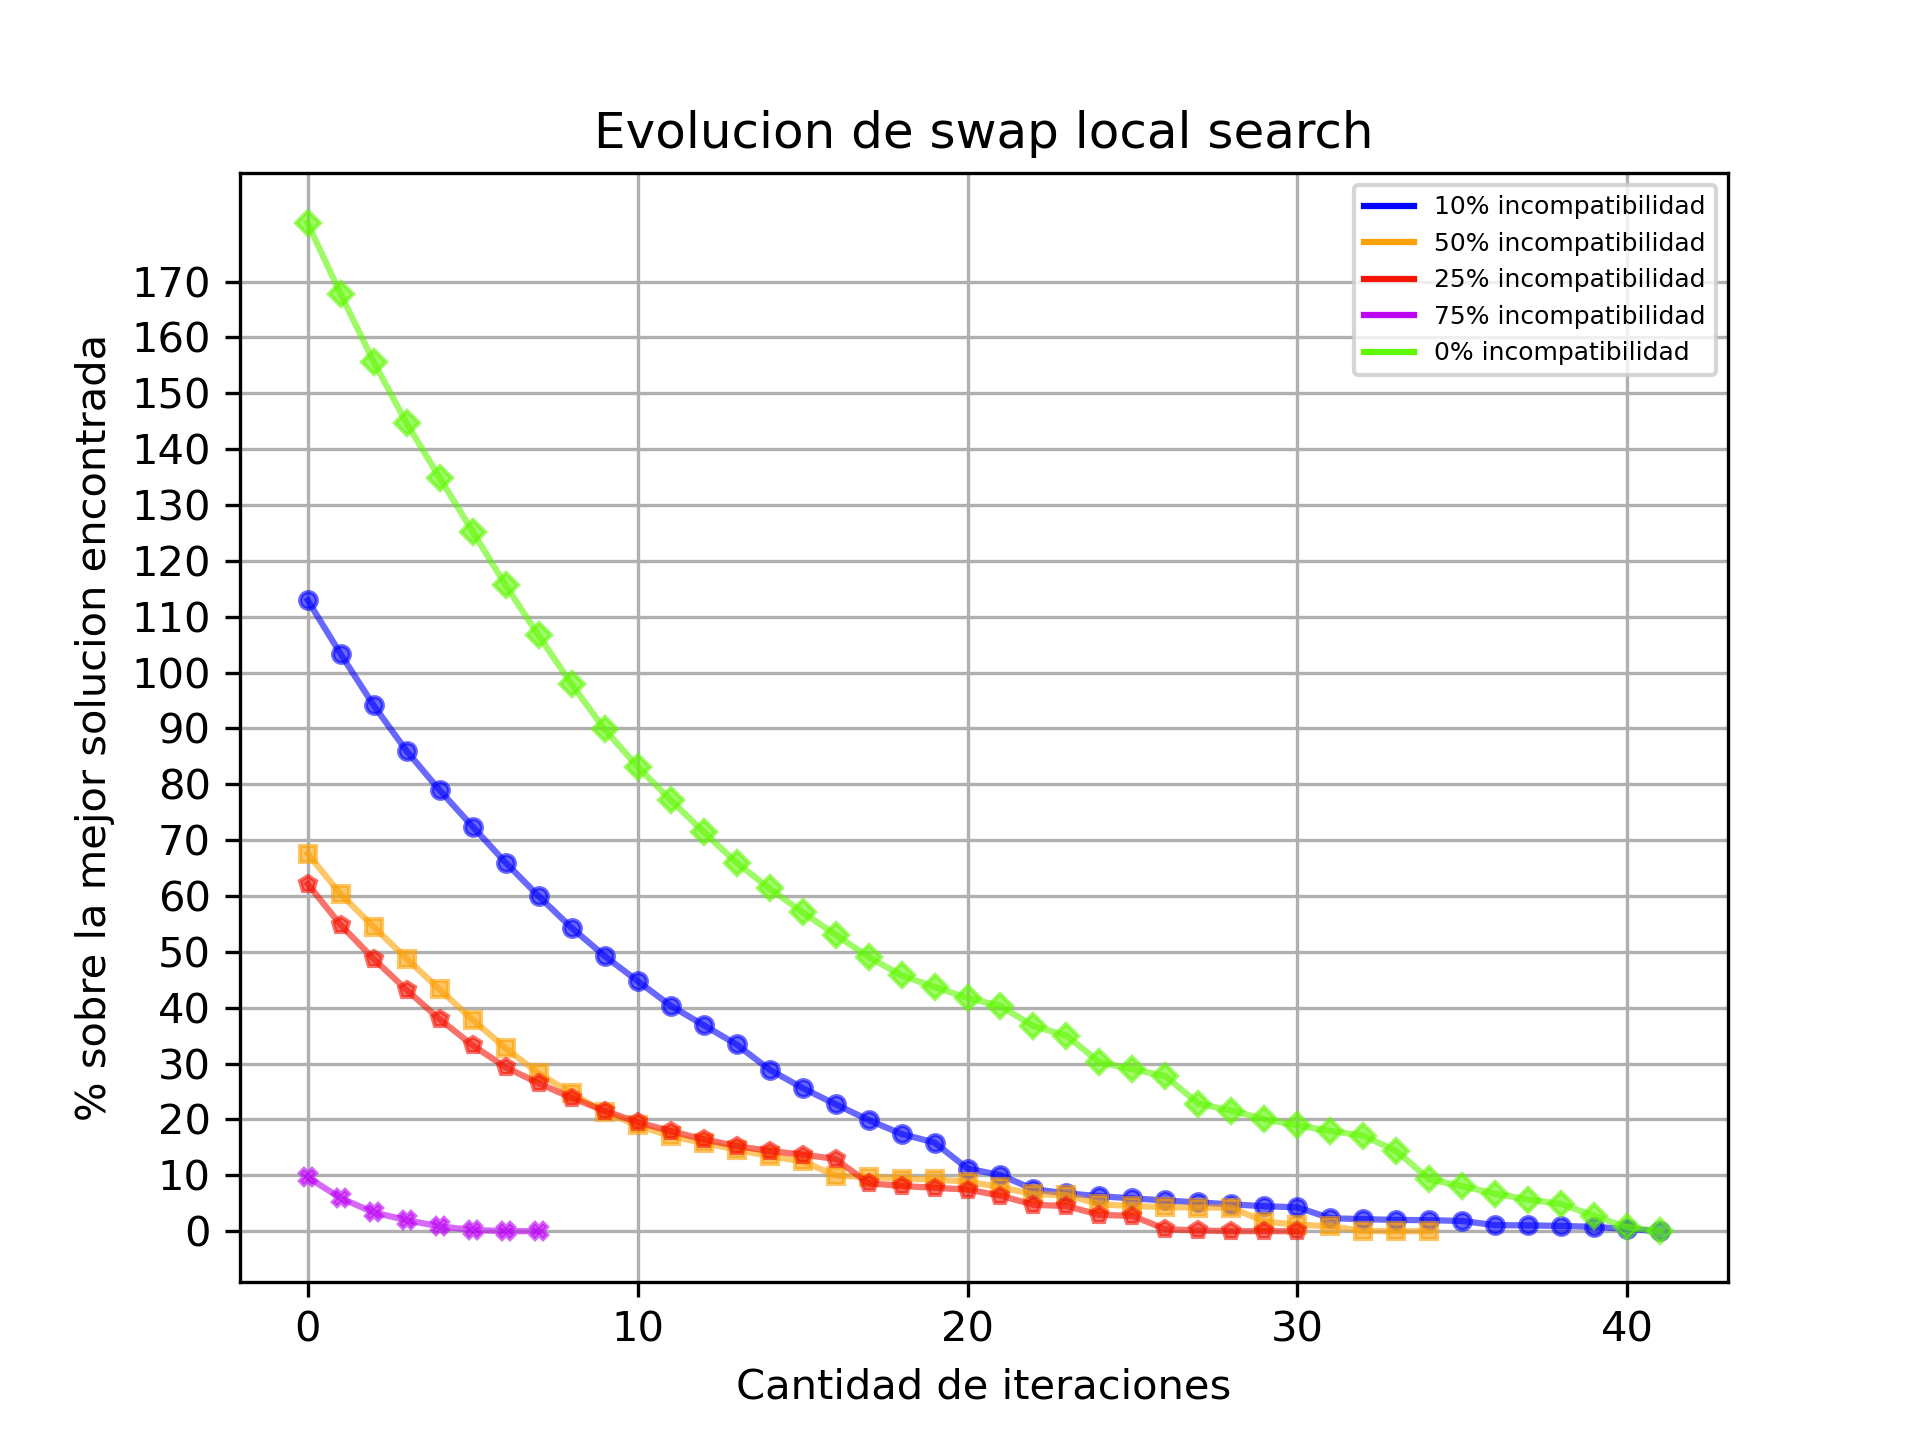 Evolucion de swap local search
10% incompatibilidad
50% incompatibilidad
25% incompatibilidad
75% incompatibilidad
0% incompatibilidad
% sobre la mejor solucion encontrada
170
160
150
140
130
120
110
100
90
80
70
60
50
40
30
20
10
0
0 10 20 30 40
Cantidad de iteraciones